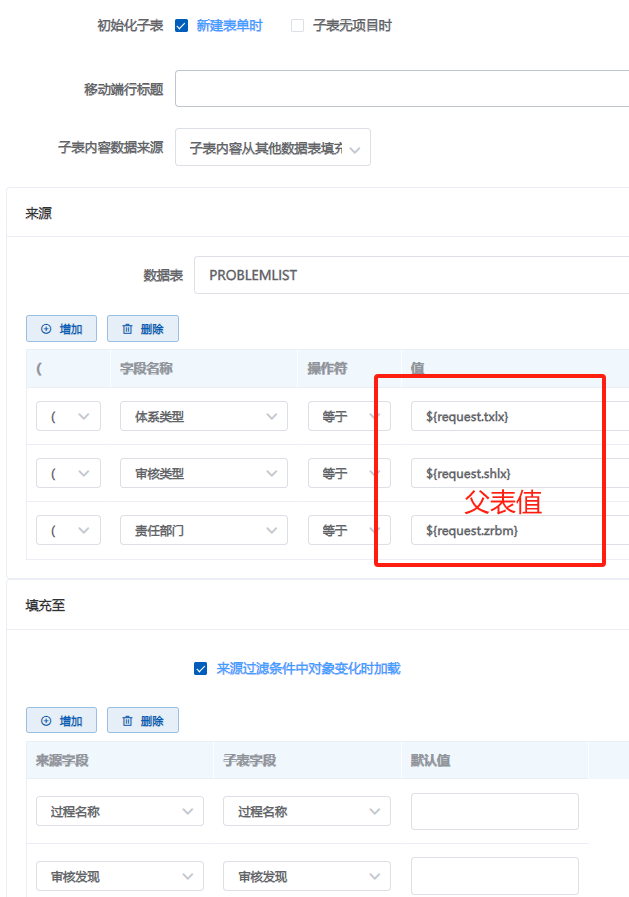 初始化子表 新建表单时 子表无项目时
移动端行标题
子表内容数据来源 子表内容从其他数据表填充
来源
数据表 PROBLEMLIST
增加 删除
( 字段名称 操作符 值
( 体系类型 等于 ${request.txlx}
( 审核类型 等于 ${request.shlx}
父表值
( 责任部门 等于 ${request.zrbm}
填充至
来源过滤条件中对象变化时加载
增加 删除
来源字段 子表字段 默认值
过程名称 过程名称
审核发现 审核发现